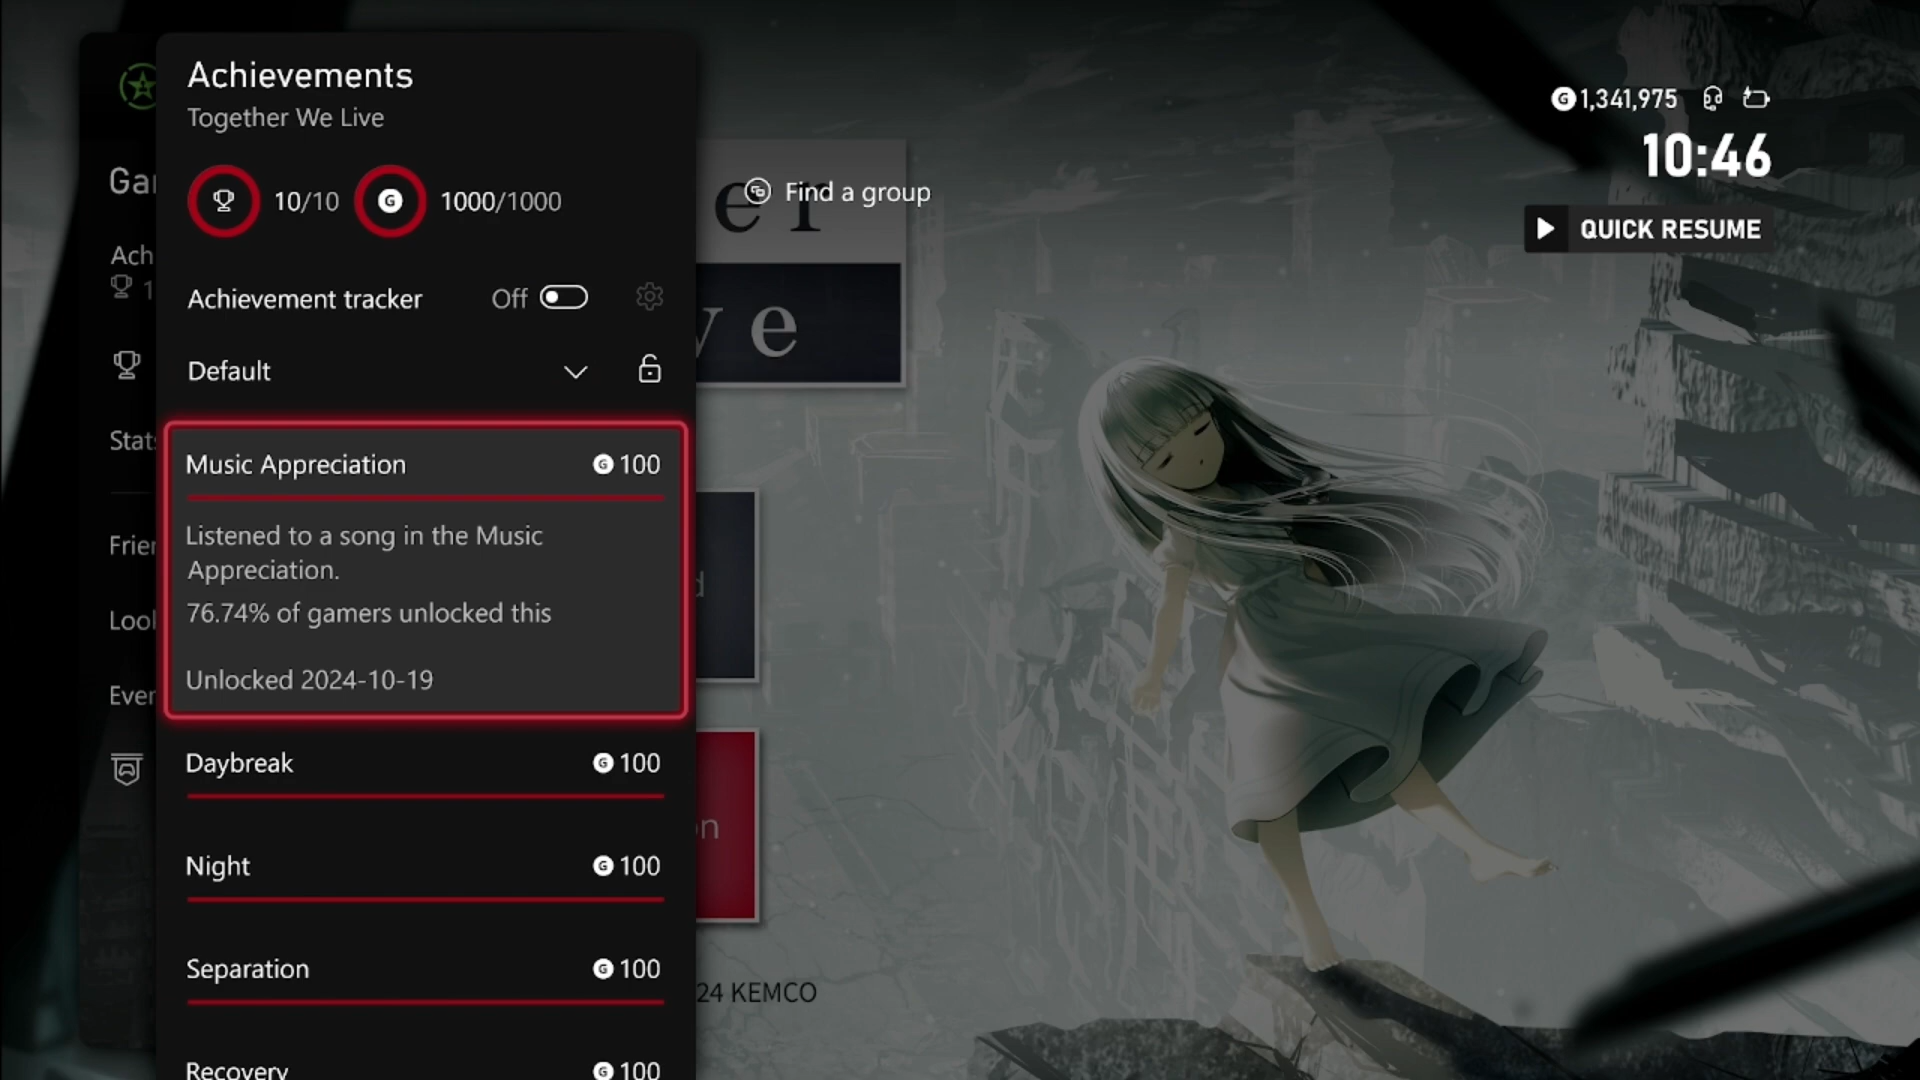 Achievements
Together We Live
10/10
1000/1000
Achievement tracker
Off
Default
Music Appreciation
100
Listened to a song in the Music
Appreciation.
76.74% of gamers unlocked this
Unlocked 2024-10-19
Daybreak
100
Night
100
Separation
100
Recovery
100
Find a group
1,341,975
10:46
QUICK RESUME
24 KEMCO